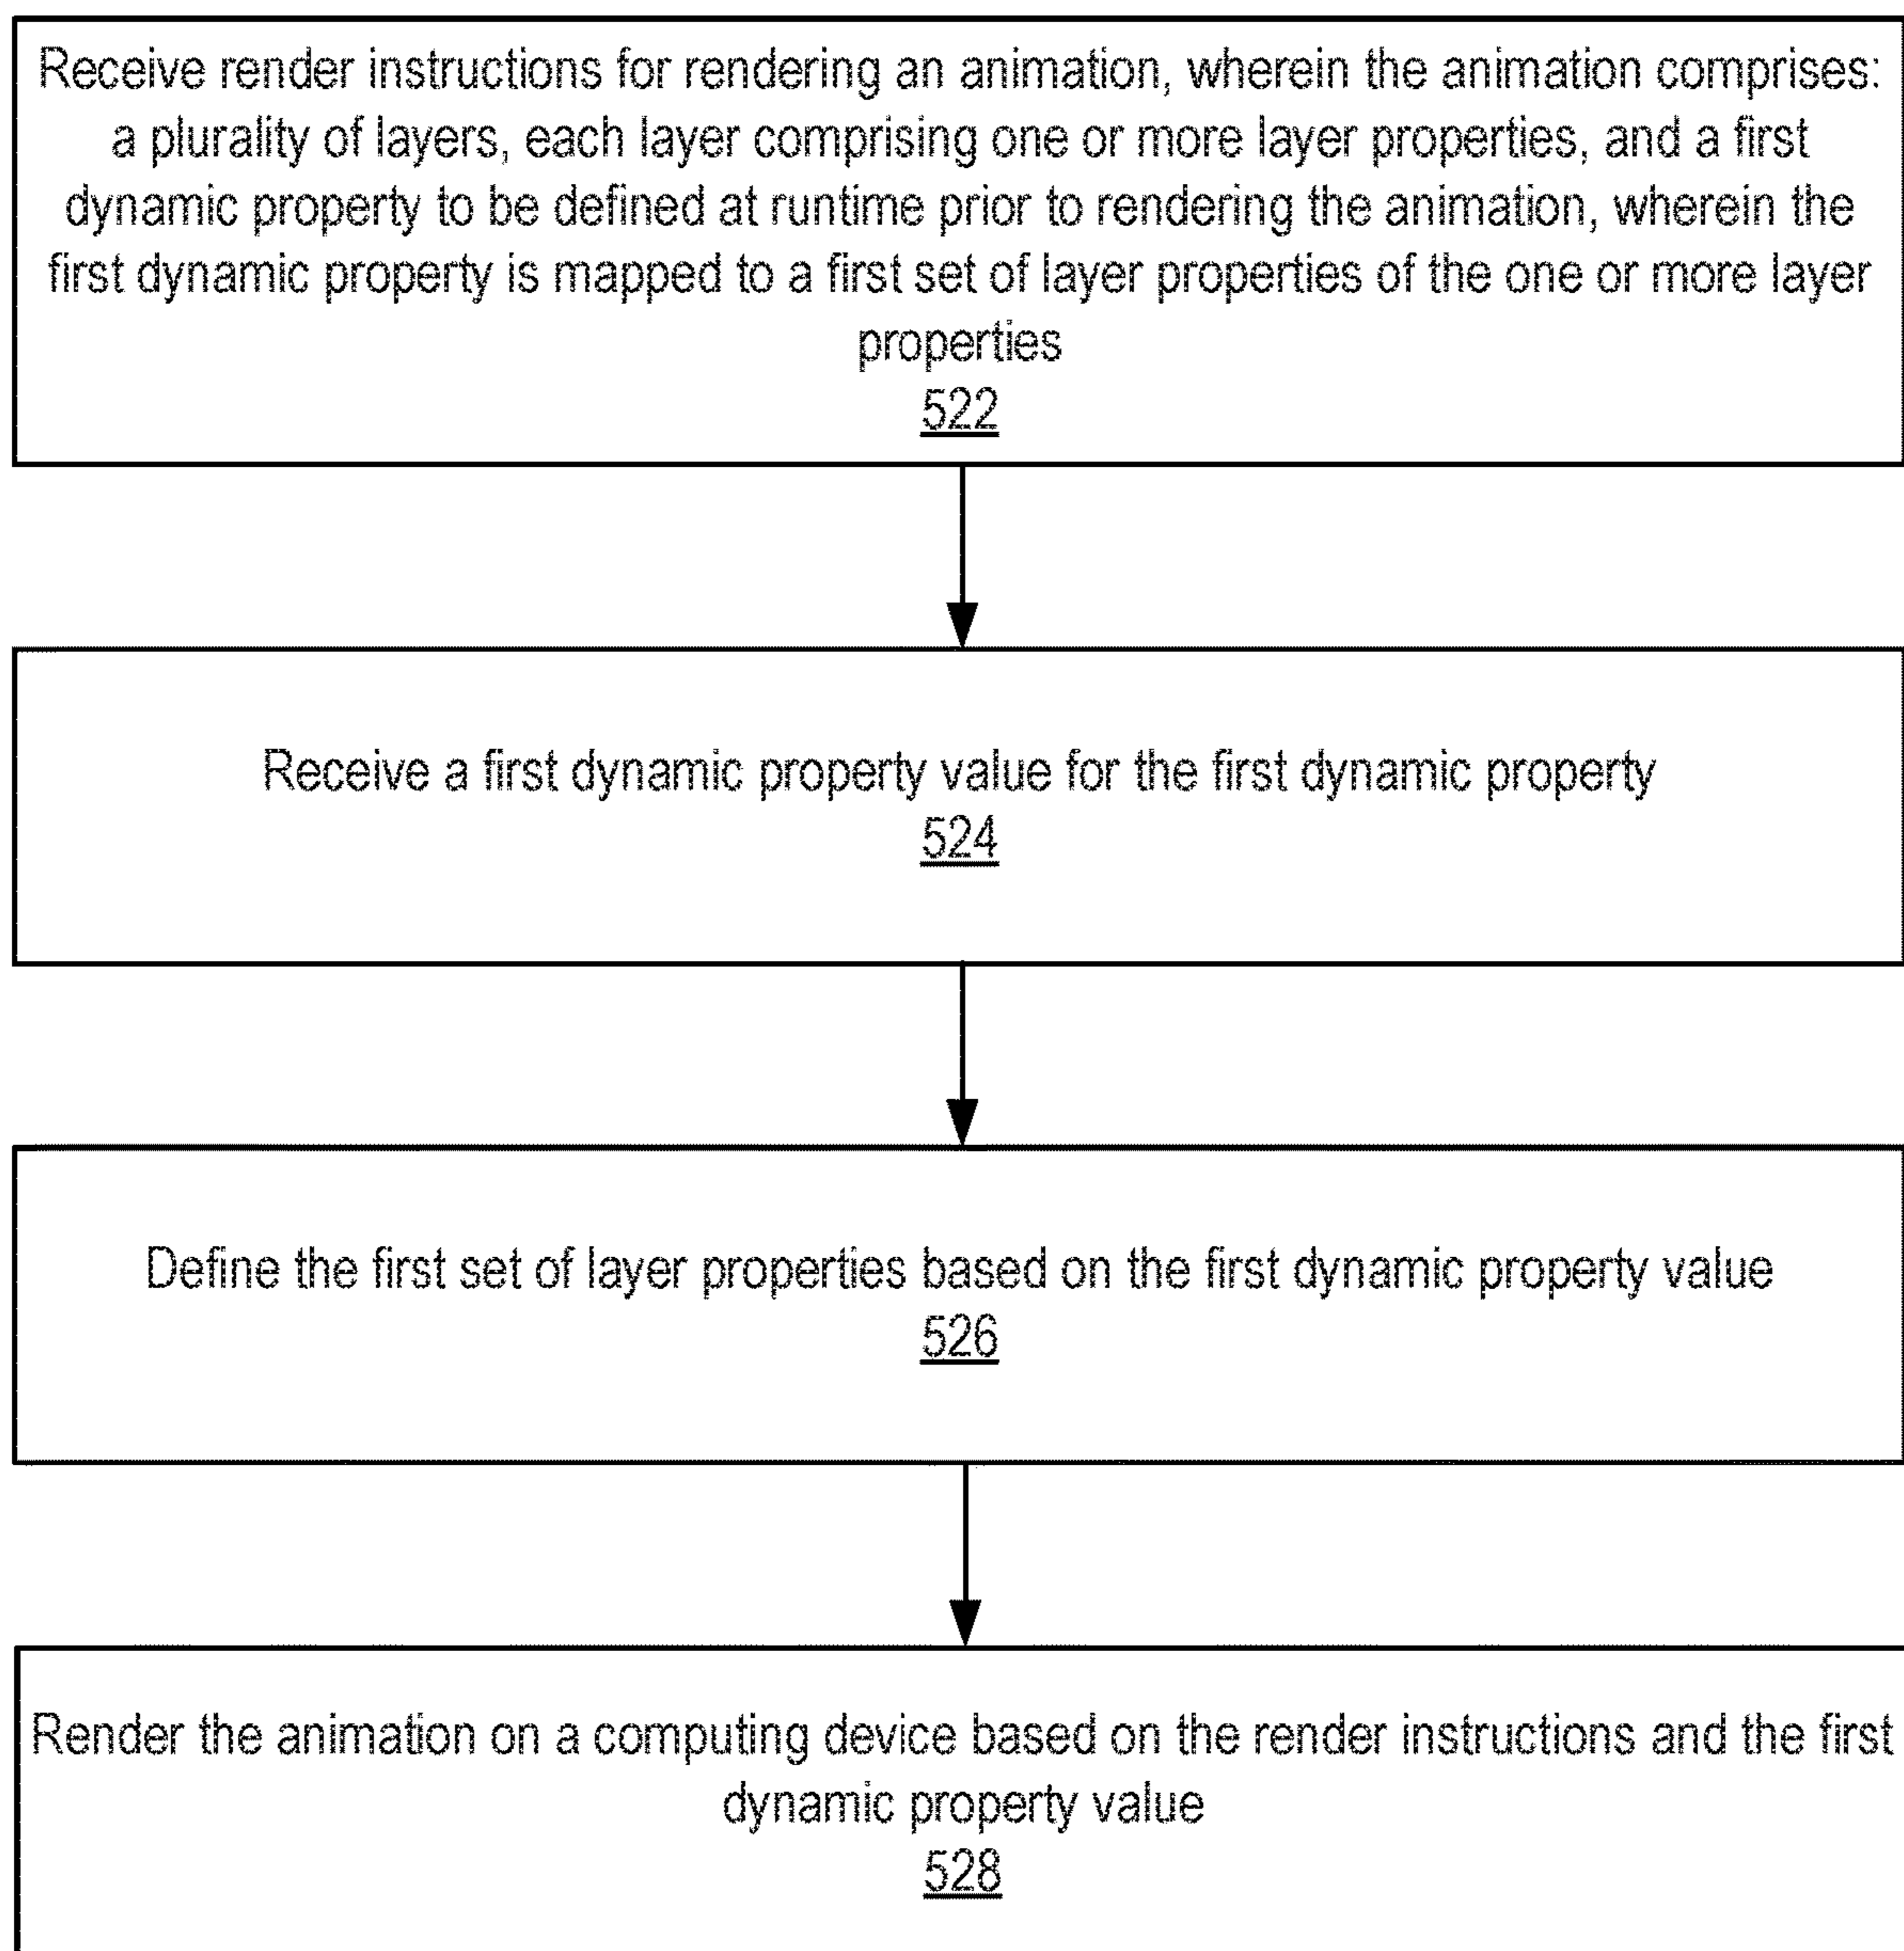 Receive render instructions for rendering an animation, wherein the animation comprises:
a plurality of layers, each layer comprising one or more layer properties, and a first
dynamic property to be defined at runtime prior to rendering the animation, wherein the
first dynamic property is mapped to a first set of layer properties of the one or more layer
properties
522
Receive a first dynamic property value for the first dynamic property
524
Define the first set of layer properties based on the first dynamic property value
526
Render the animation on a computing device based on the render instructions and the first
dynamic property value
528